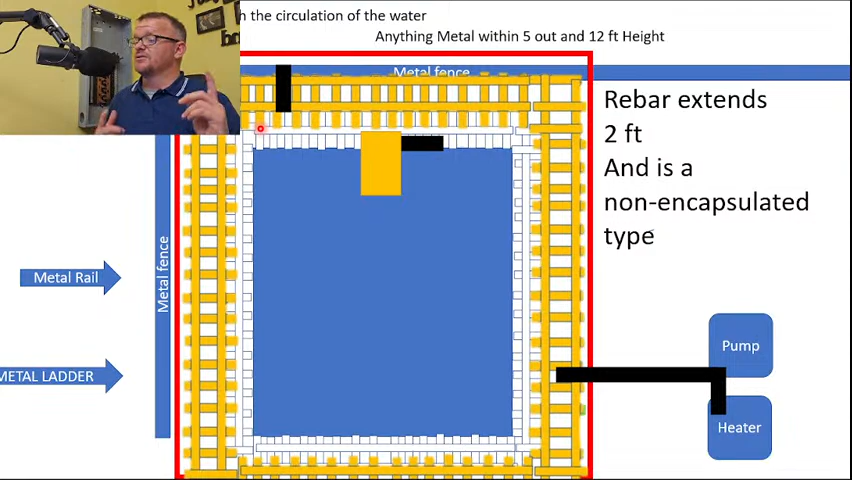 h the circulation of the water
Anything Metal within 5 out and 12 ft Height
Metal fence
Rebar extends
2 ft
And is a
non-encapsulated
type
Metal fence
Metal Rail
Pump
METAL LADDER
Heater